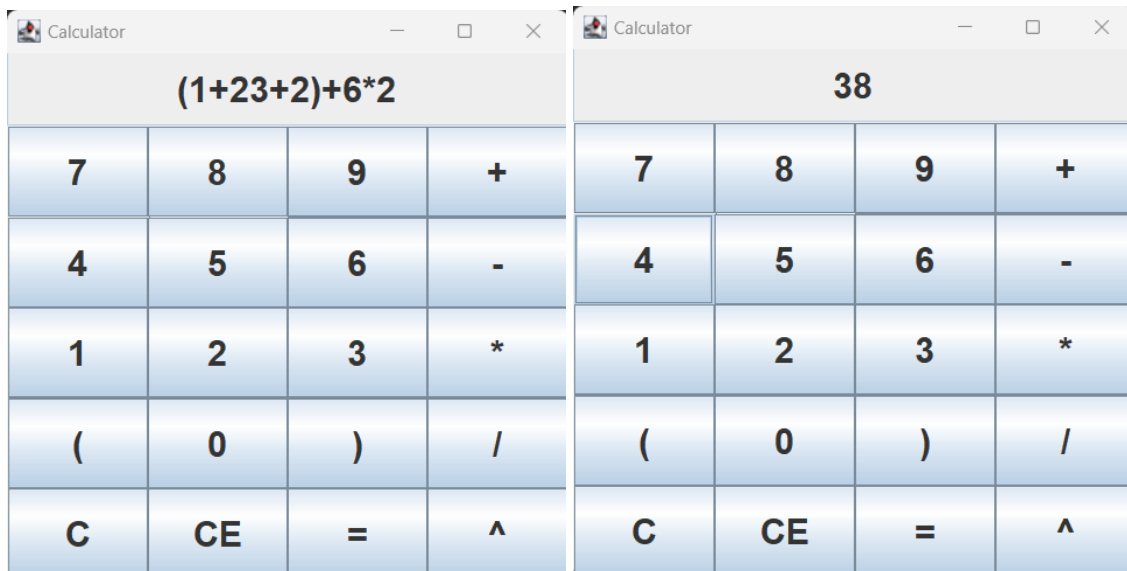 Calculator
(1+23+2)+6*2
7 8 9 +
4 5 6 -
1 2 3 *
( 0 ) /
C CE = ^
Calculator
38
7 8 9 +
4 5 6 -
1 2 3 *
( 0 ) /
C CE = ^